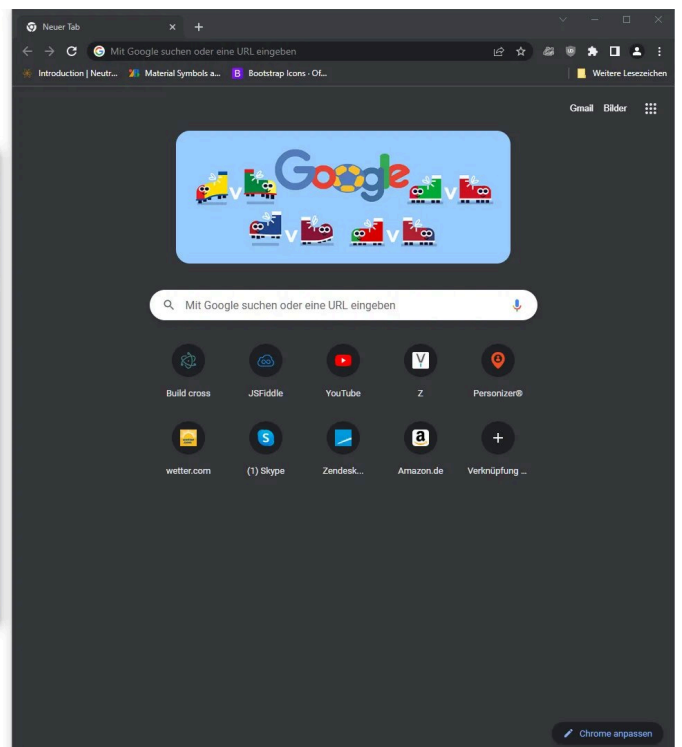 Neuer Tab
Mit Google suchen oder eine URL eingeben
Introduction | Neutr... Material Symbols a... B Bootstrap Icons · Of... Weitere Lesezeichen
Gmail Bilder
Google
v v
v v
Mit Google suchen oder eine URL eingeben
Build cross JSFiddle YouTube Z Personizer®
wetter.com (1) Skype Zendesk... Amazon.de Verknüpfung ...
Chrome anpassen